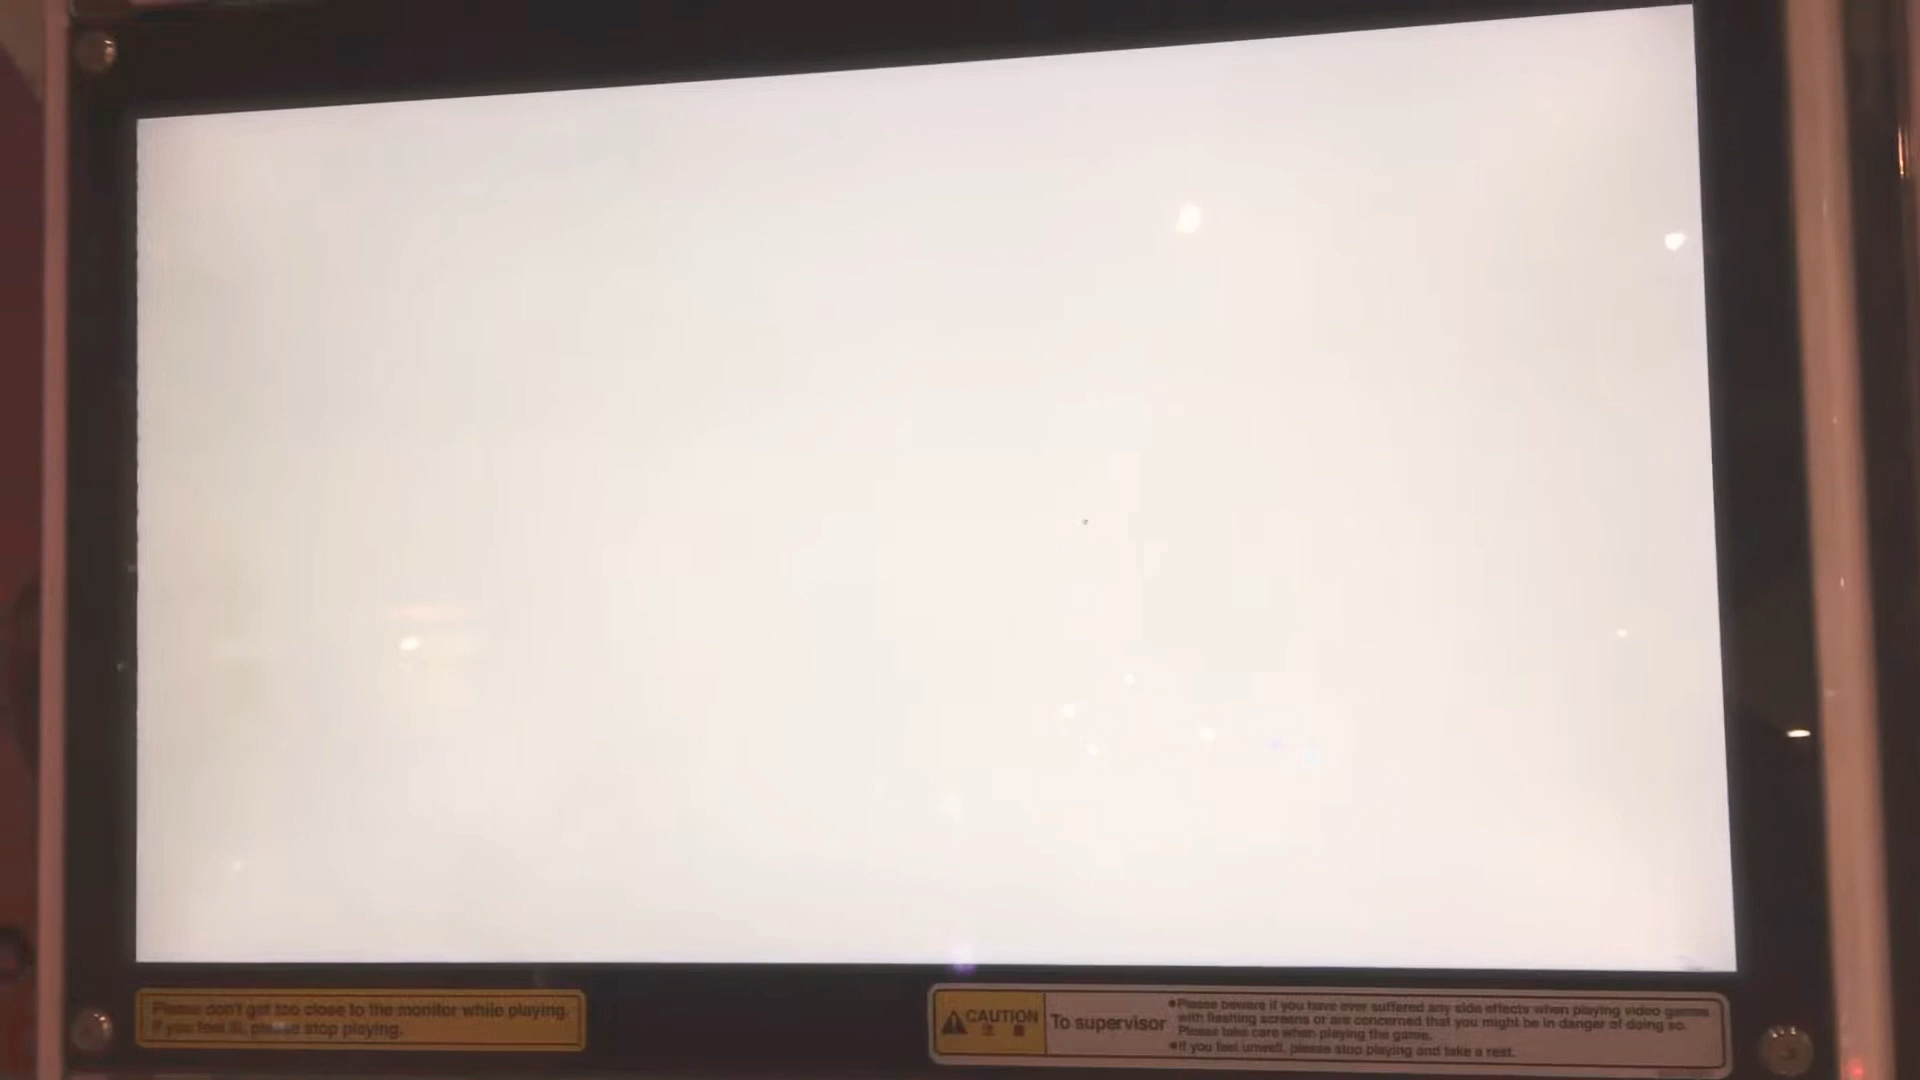 Please don't get too close to the monitor while playing.
If you feel ill, please stop playing.
CAUTION
注 意
To supervisor
●Please beware if you have ever suffered any side effects when playing video games
with flashing screens or are concerned that you might be in danger of doing so.
Please take care when playing the game.
●If you feel unwell, please stop playing and take a rest.